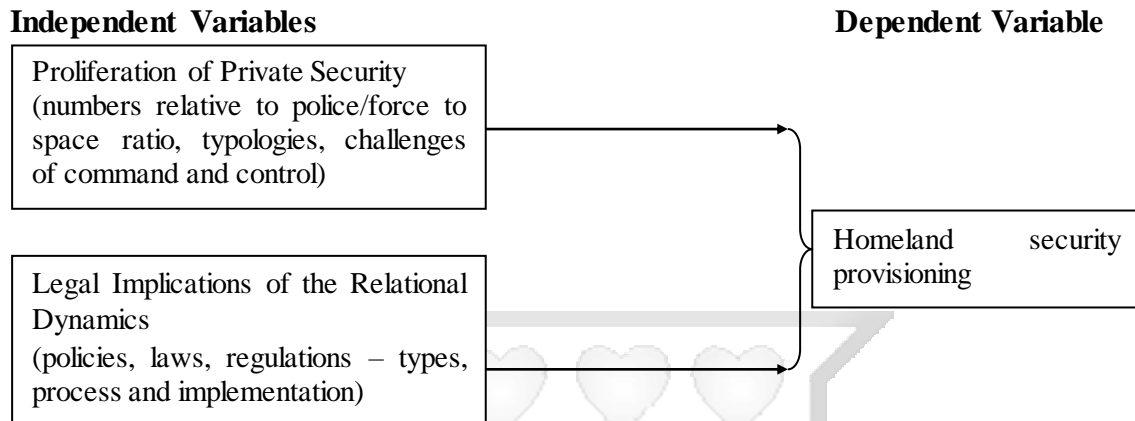 Independent Variables
Dependent Variable
Proliferation of Private Security
(numbers relative to police/force to
space ratio, typologies, challenges
of command and control)
Homeland security
provisioning
Legal Implications of the Relational
Dynamics
(policies, laws, regulations – types,
process and implementation)